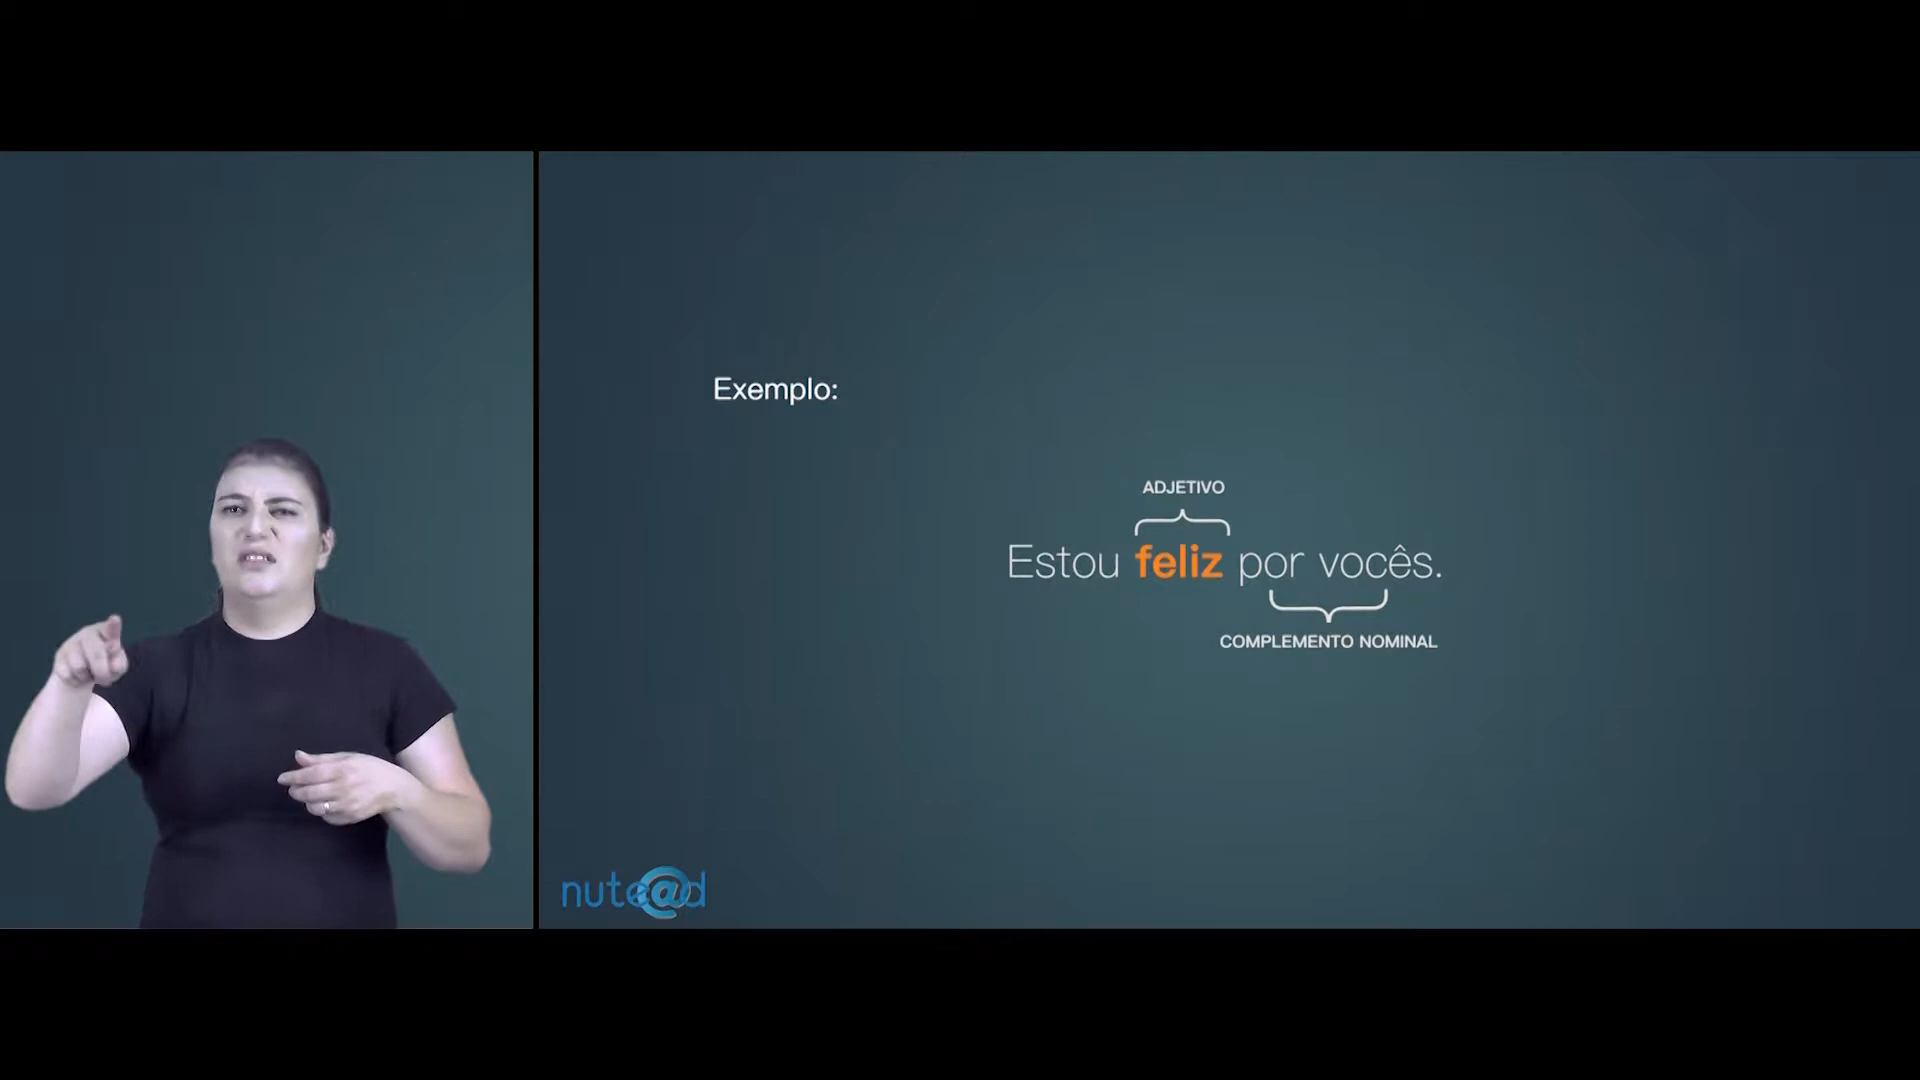 Exemplo:
ADJETIVO
Estou feliz por vocês.
COMPLEMENTO NOMINAL
nute@d